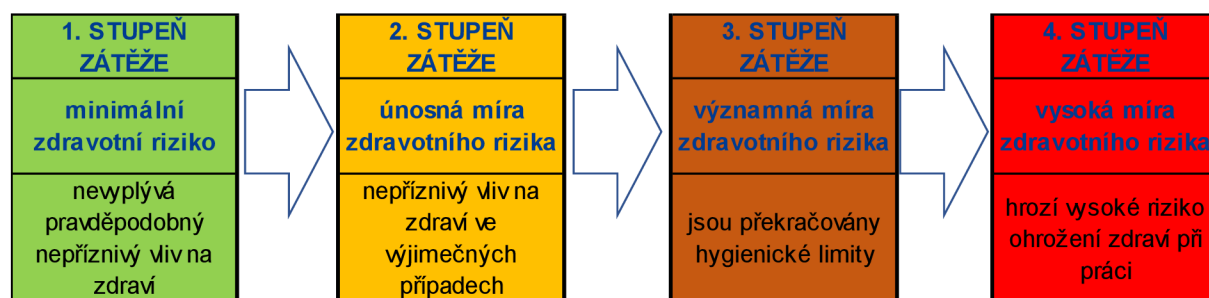 1. STUPEŇ
ZÁTĚŽE
minimální
zdravotní riziko
nevyplývá
pravděpodobný
nepříznivý vliv na
zdraví
2. STUPEŇ
ZÁTĚŽE
únosná míra
zdravotního rizika
nepříznivý vliv na
zdraví ve
výjimečných
případech
3. STUPEŇ
ZÁTĚŽE
významná míra
zdravotního rizika
jsou překračovány
hygienické limity
4. STUPEŇ
ZÁTĚŽE
vysoká míra
zdravotního rizika
hrozí vysoké riziko
ohrožení zdraví při
práci